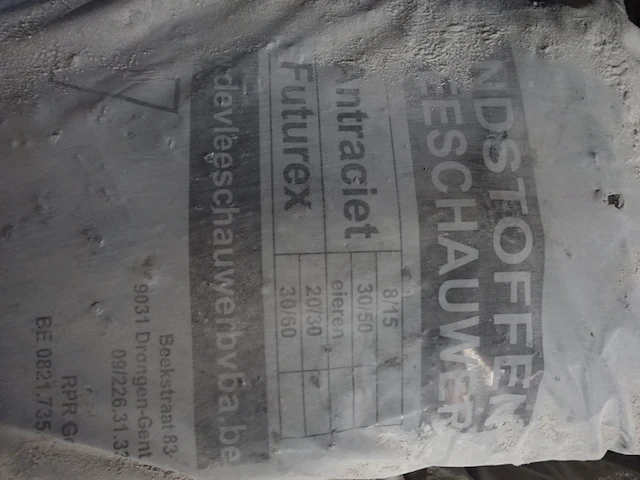 NDSTOFFEN
EESCHAUWER
Antraciet 8/15
30/50
eieren
Futurex 20/30
30/60
devleeschauwerbvba.be
Beekstraat 83
9031 Drongen-Gent
09/226.31.3
RPR G
BE 0821.735